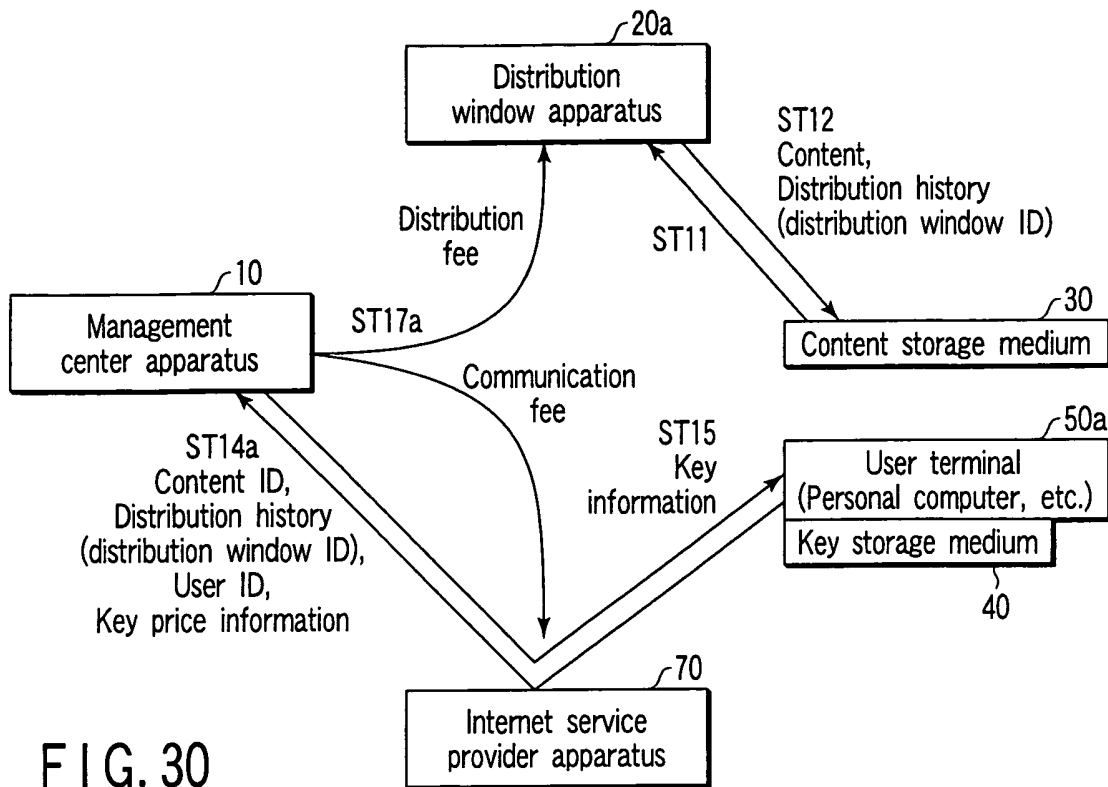 20a
Distribution
window apparatus
ST12
Content,
Distribution history
(distribution window ID)
ST11
Distribution
fee
10
Management
center apparatus
ST17a
30
Content storage medium
Communication
fee
ST14a
Content ID,
Distribution history
(distribution window ID),
User ID,
Key price information
ST15
Key
information
50a
User terminal
(Personal computer, etc.)
Key storage medium
40
70
Internet service
provider apparatus
FIG. 30